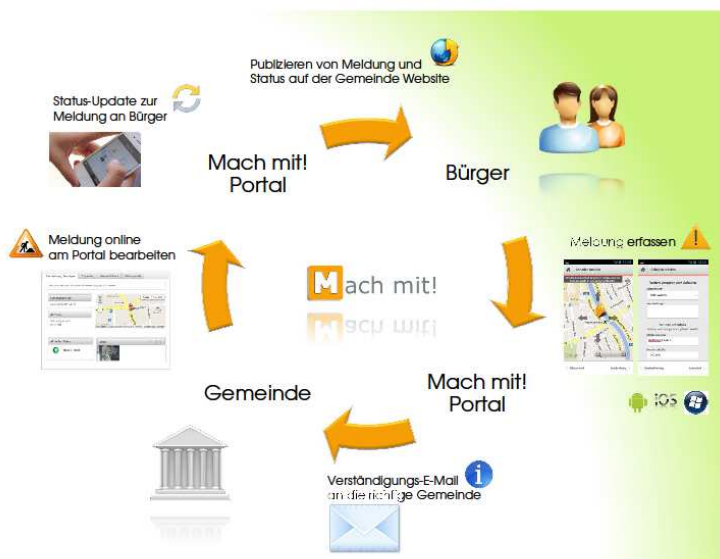 Publizieren von Meldung und
Status auf der Gemeinde Website
Status-Update zur
Meldung an Bürger
Mach mit!
Portal
Bürger
Meldung online
am Portal bearbeiten
Meldung erfassen
Mach mit!
Gemeinde
Mach mit!
Portal
iOS
Verständigungs-E-Mail
an die richtige Gemeinde